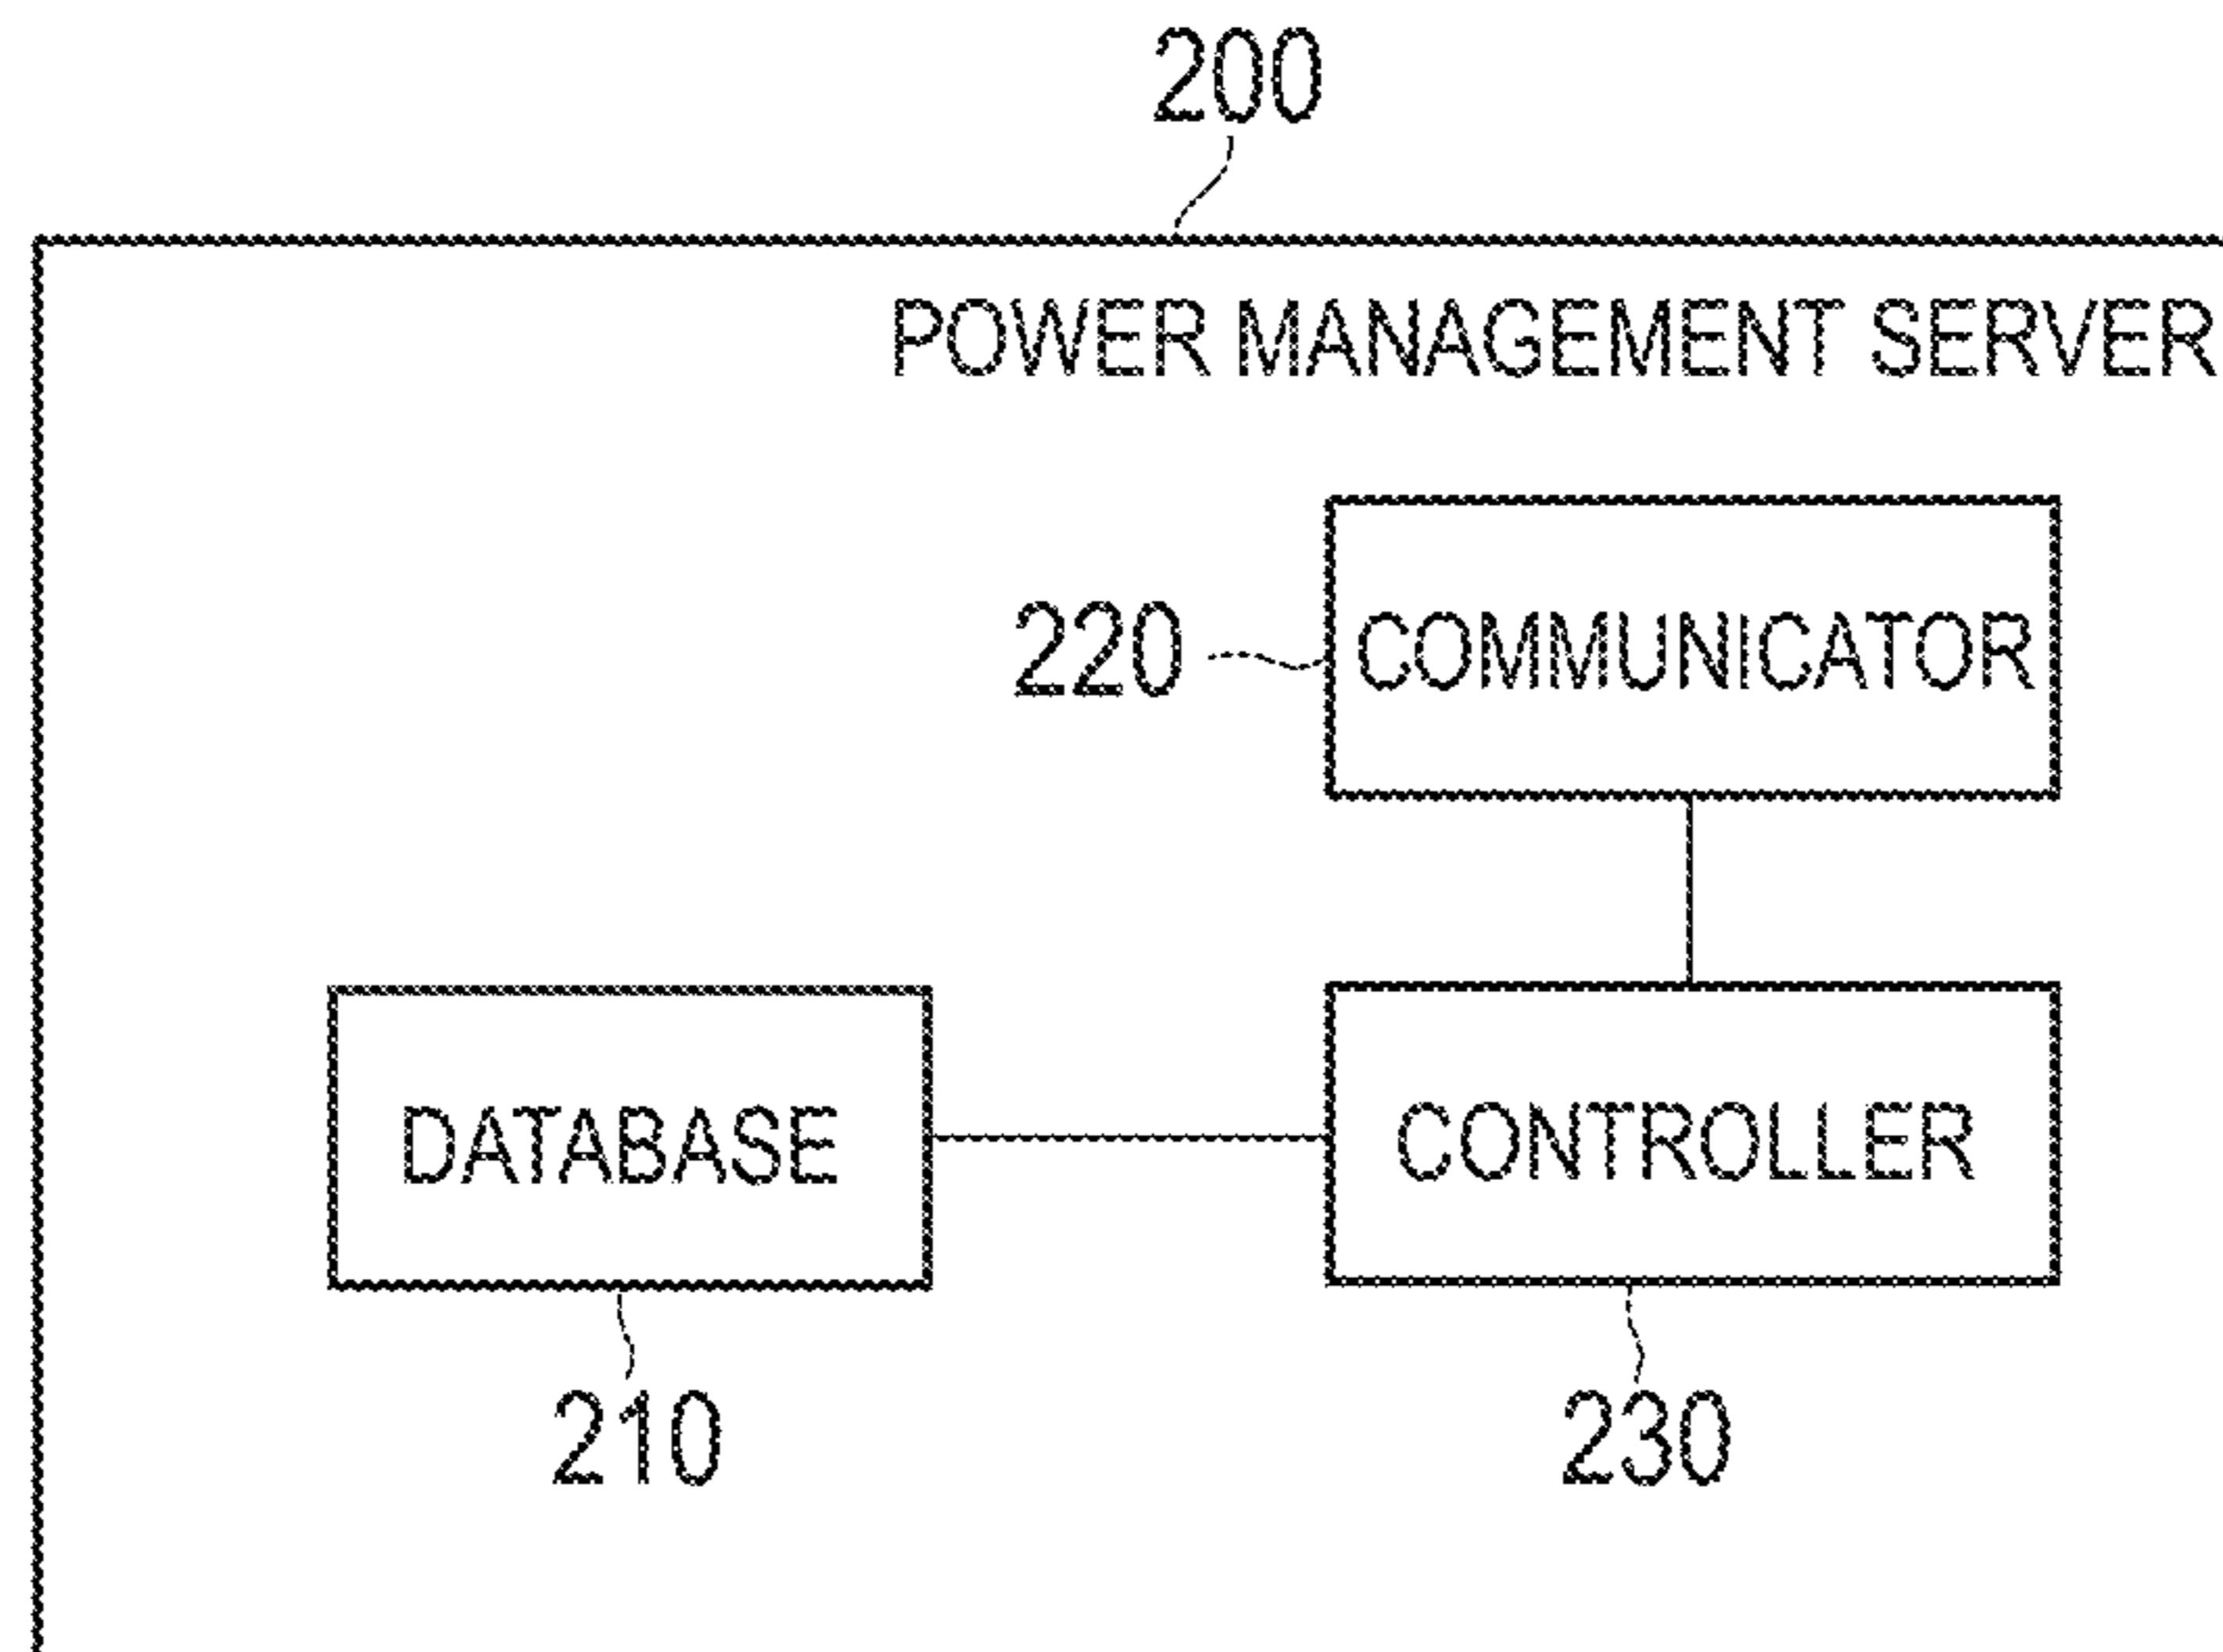 200
POWER MANAGEMENT SERVER
220
COMMUNICATOR
DATABASE
CONTROLLER
210
230